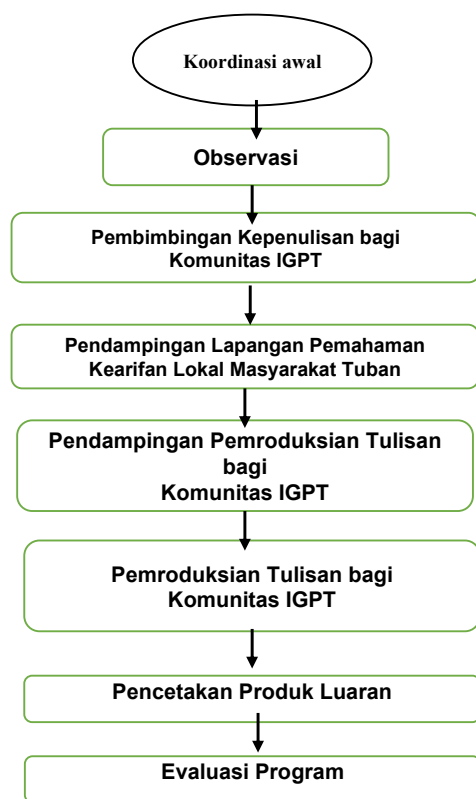 Koordinasi awal
Observasi
Pembimbingan Kepenulisan bagi
Komunitas IGPT
Pendampingan Lapangan Pemahaman
Kearifan Lokal Masyarakat Tuban
Pendampingan Pemroduksian Tulisan
bagi
Komunitas IGPT
Pemroduksian Tulisan bagi
Komunitas IGPT
Pencetakan Produk Luaran
Evaluasi Program